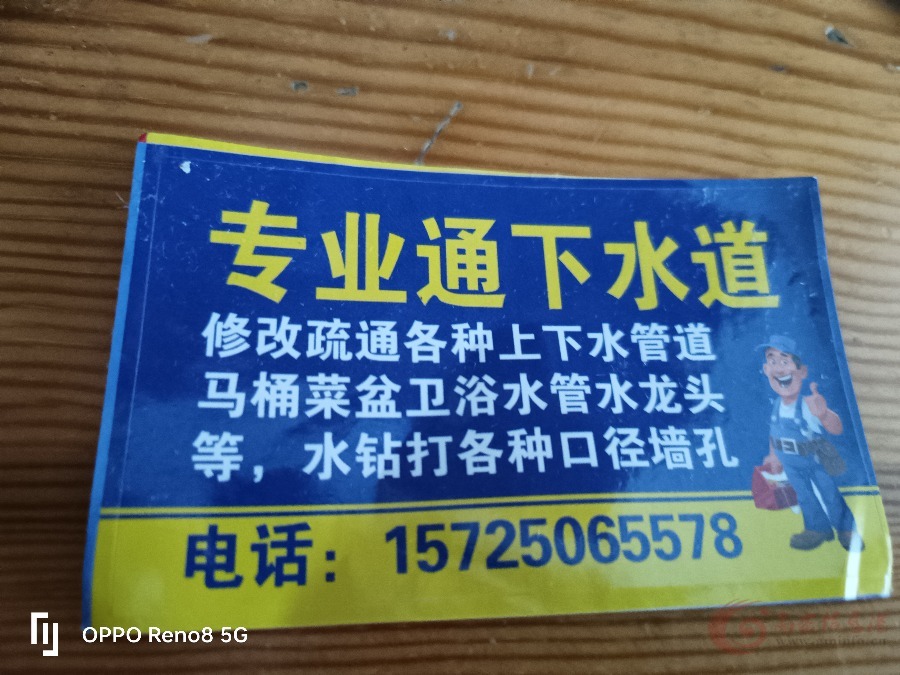 专业通下水道
修改疏通各种上下水管道
马桶菜盆卫浴水管水龙头
等，水钻打各种口径墙孔
电话：15725065578
OPPO Reno8 5G